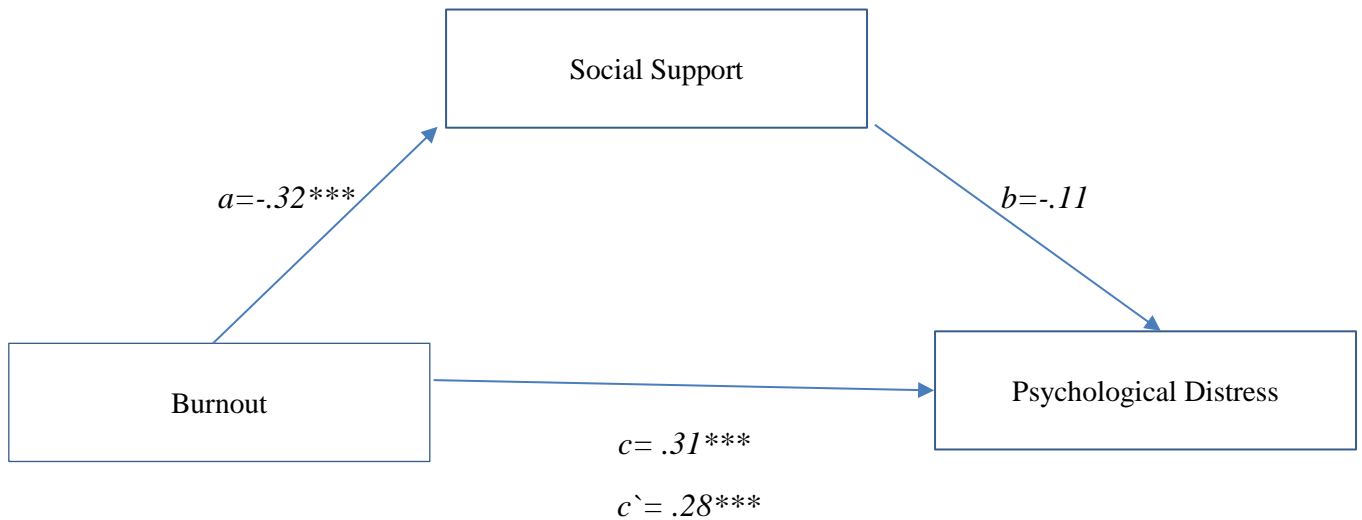 Social Support
a=-.32***
b=-.11
Burnout
Psychological Distress
c= .31***
c`= .28***